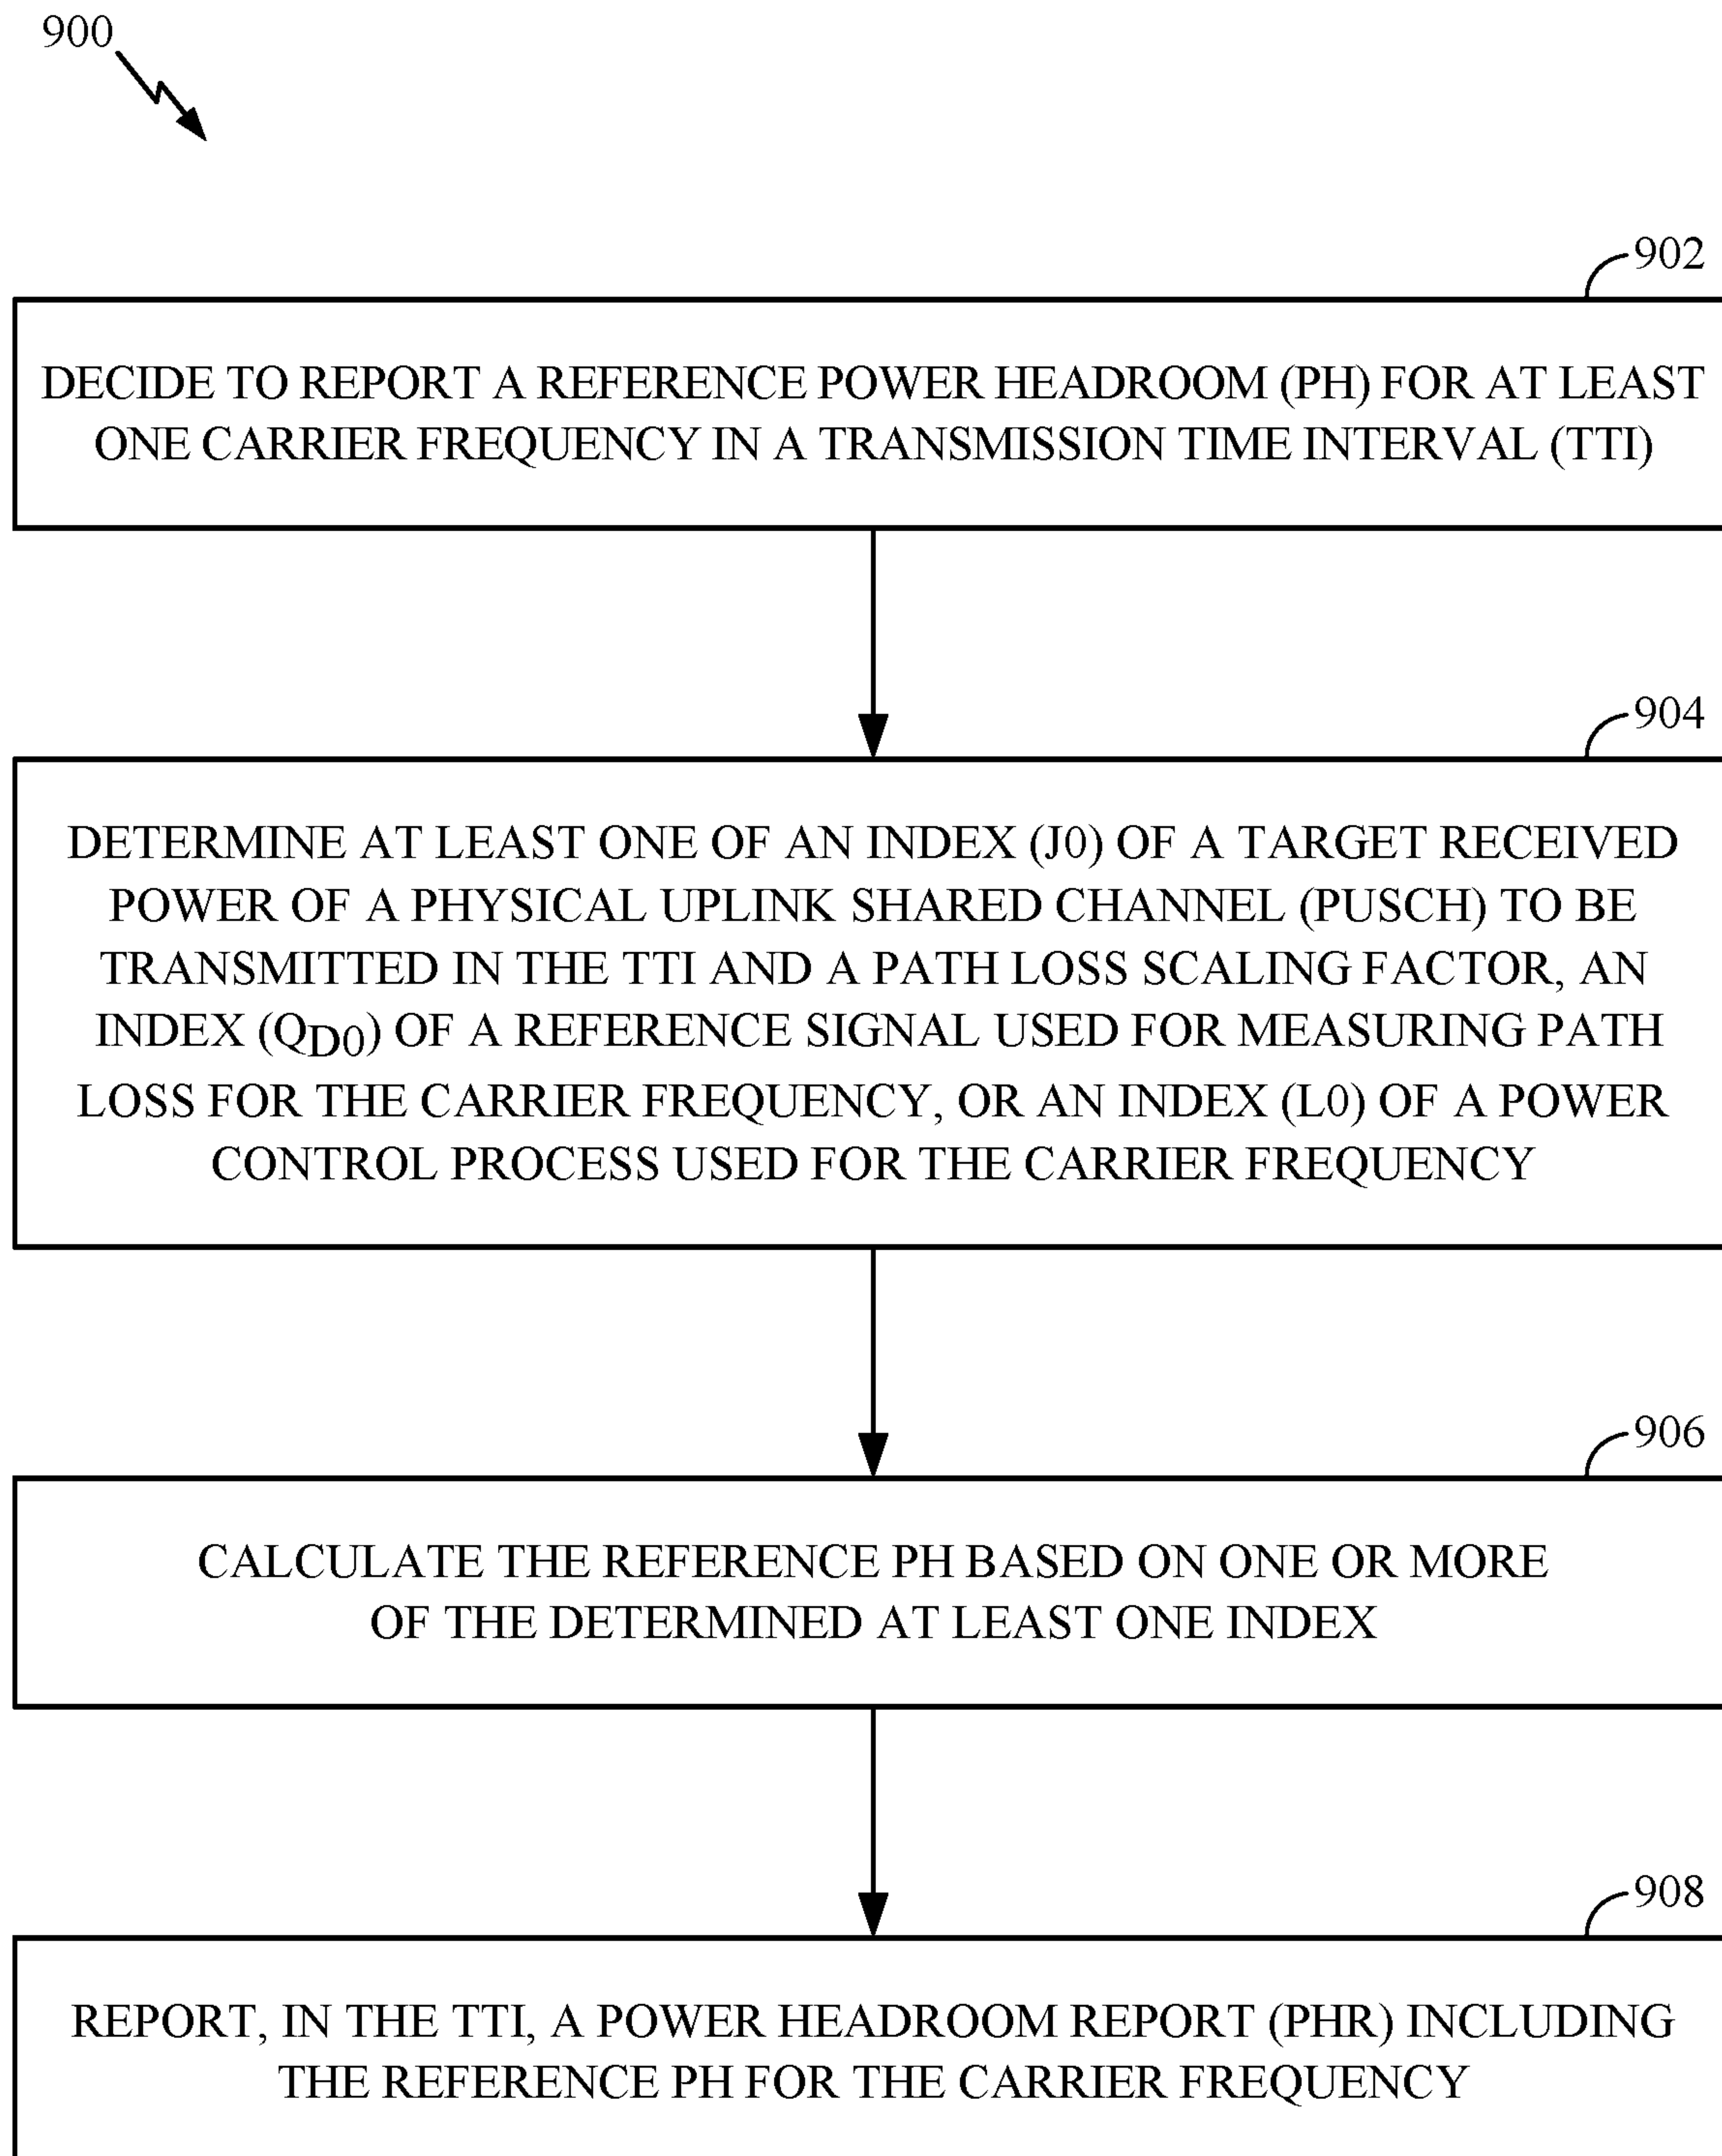 900
902
DECIDE TO REPORT A REFERENCE POWER HEADROOM (PH) FOR AT LEAST
ONE CARRIER FREQUENCY IN A TRANSMISSION TIME INTERVAL (TTI)
904
DETERMINE AT LEAST ONE OF AN INDEX (J0) OF A TARGET RECEIVED
POWER OF A PHYSICAL UPLINK SHARED CHANNEL (PUSCH) TO BE
TRANSMITTED IN THE TTI AND A PATH LOSS SCALING FACTOR, AN
INDEX (QD0) OF A REFERENCE SIGNAL USED FOR MEASURING PATH
LOSS FOR THE CARRIER FREQUENCY, OR AN INDEX (L0) OF A POWER
CONTROL PROCESS USED FOR THE CARRIER FREQUENCY
906
CALCULATE THE REFERENCE PH BASED ON ONE OR MORE
OF THE DETERMINED AT LEAST ONE INDEX
908
REPORT, IN THE TTI, A POWER HEADROOM REPORT (PHR) INCLUDING
THE REFERENCE PH FOR THE CARRIER FREQUENCY